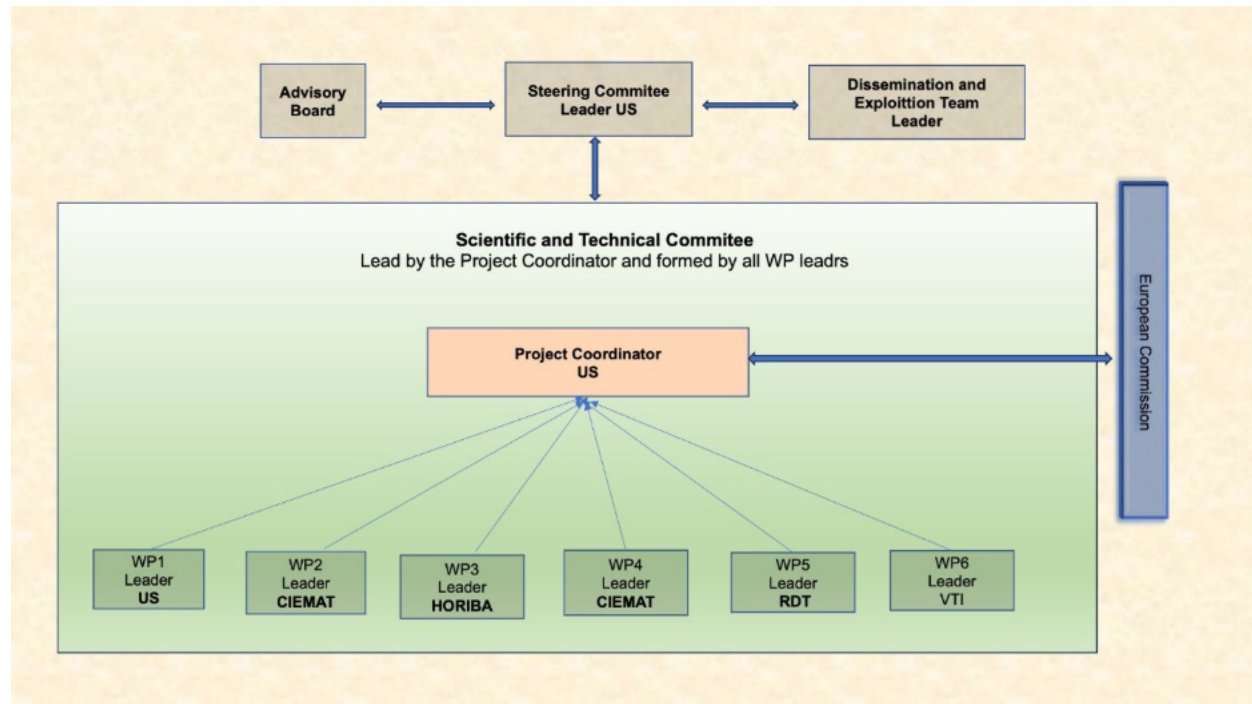 Advisory
Board
Steering Commitee
Leader US
Dissemination and
Exploittion Team
Leader
Scientific and Technical Commitee
Lead by the Project Coordinator and formed by all WP leadrs
Project Coordinator
US
European Commission
WP1
Leader
US
WP2
Leader
CIEMAT
WP3
Leader
HORIBA
WP4
Leader
CIEMAT
WP5
Leader
RDT
WP6
Leader
VTI